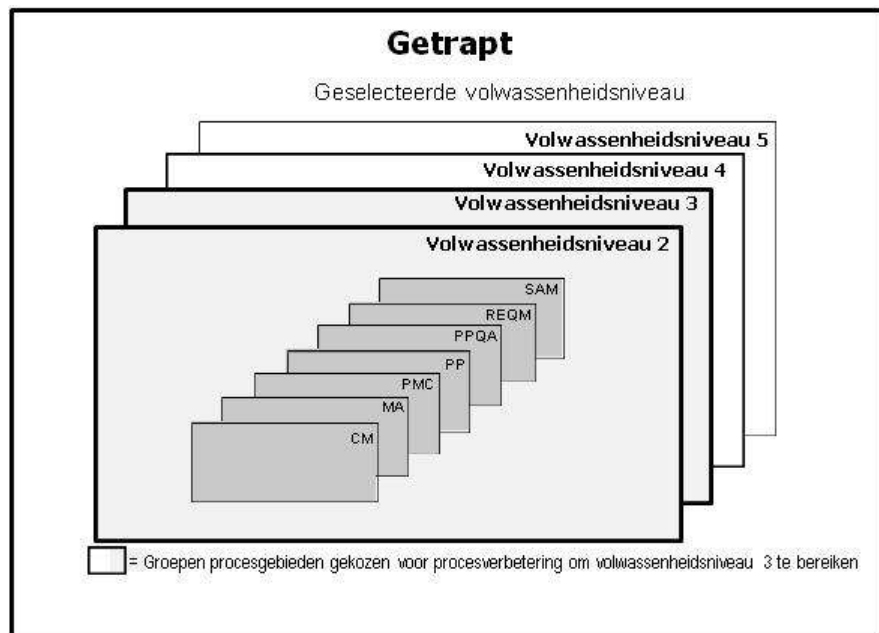 Getrapt
Geselecteerde volwassenheidsniveau
Volwassenheidsniveau 5
Volwassenheidsniveau 4
Volwassenheidsniveau 3
Volwassenheidsniveau 2
SAM
REQM
PPQA
PP
PMC
MA
CM
= Groepen procesgebieden gekozen voor procesverbetering om volwassenheidsniveau 3 te bereiken